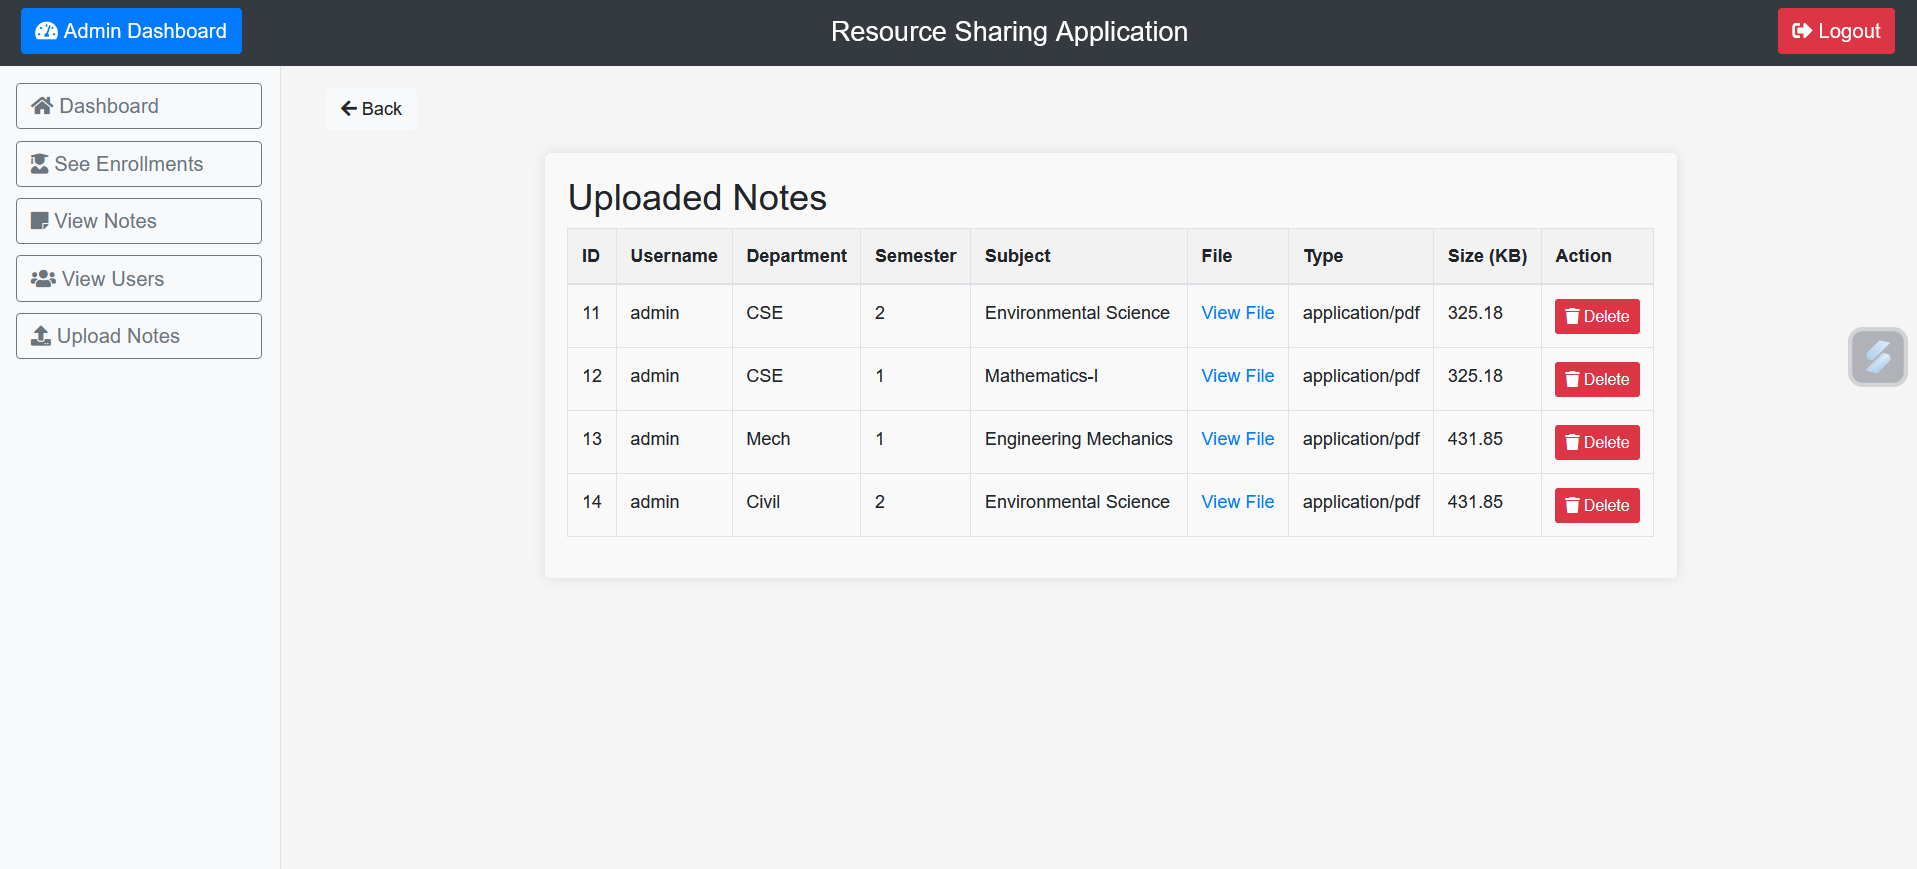 Admin Dashboard
Resource Sharing Application
Logout
Dashboard
See Enrollments
View Notes
View Users
Upload Notes
Back
Uploaded Notes
ID Username Department Semester Subject File Type Size (KB) Action
11 admin CSE 2 Environmental Science View File application/pdf 325.18 Delete
12 admin CSE 1 Mathematics-I View File application/pdf 325.18 Delete
13 admin Mech 1 Engineering Mechanics View File application/pdf 431.85 Delete
14 admin Civil 2 Environmental Science View File application/pdf 431.85 Delete